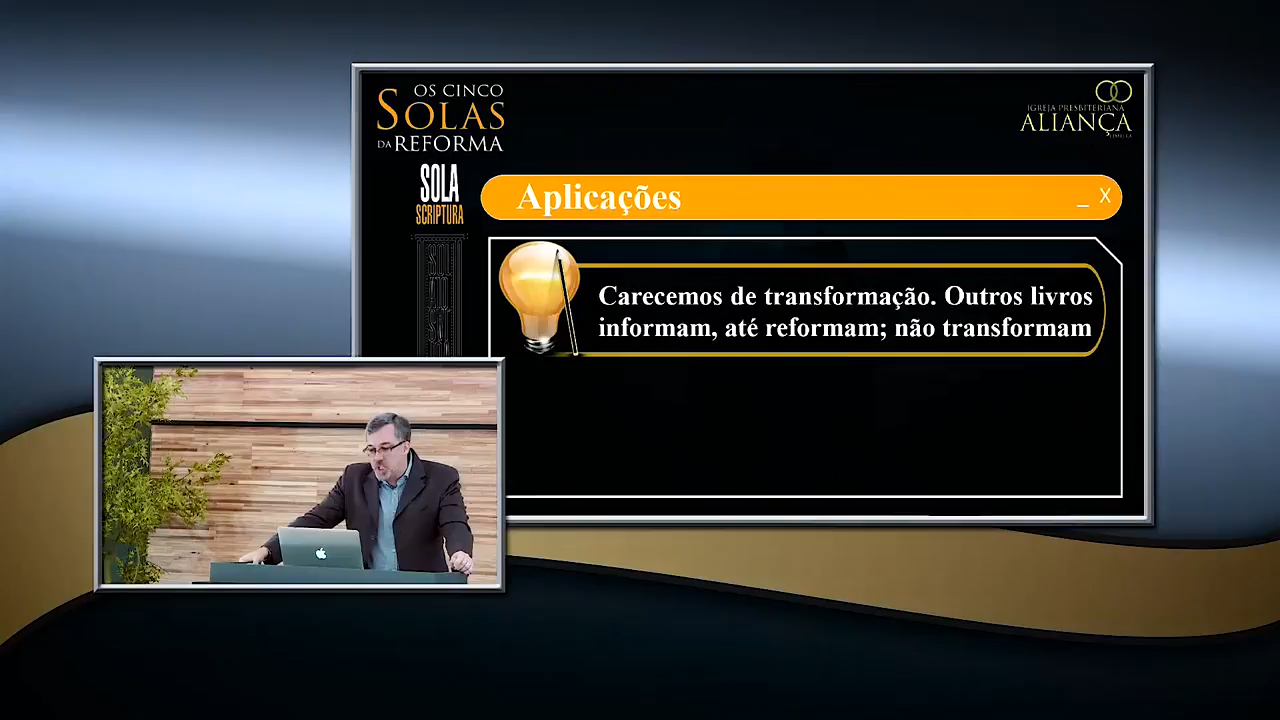 OS CINCO
SOLAS
DA REFORMA
IGREJA PRESBITERIANA
ALIANÇA
SOLA
SCRIPTURA
Aplicações
_ X
Carecemos de transformação. Outros livros
informam, até reformam; não transformam